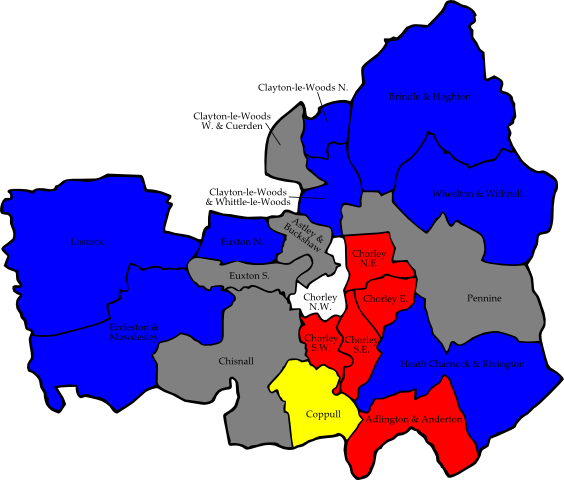 Clayton-le-Woods N.
Brindle & Hoghton
Clayton-le-Woods
W. & Cuerden
Clayton-le-Woods
& Whittle-le-Woods
Wheelton & Withnell
Astley &
Buckshaw
Lostock
Euxton N.
Chorley
N.E.
Euxton S.
Chorley
N.W.
Chorley E.
Pennine
Eccleston &
Mawdesley
Chorley
S.W.
Chorley
S.E.
Chisnall
Heath Charnock & Rivington
Coppull
Adlington & Anderton